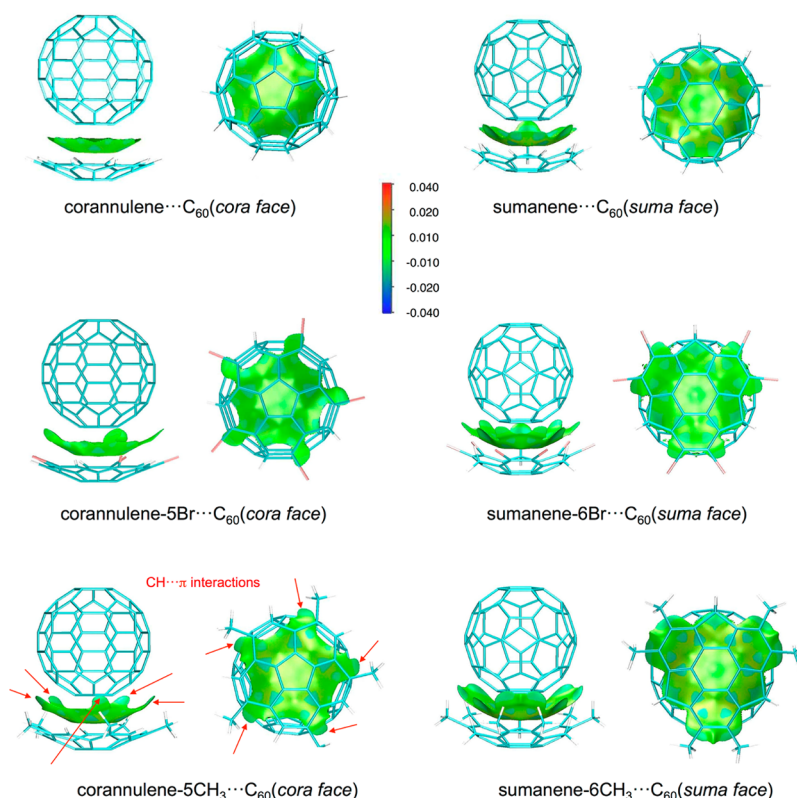 corannulene···C₆₀(cora face)
sumanene···C₆₀(suma face)
0.040
0.020
0.010
-0.010
-0.020
-0.040
corannulene-5Br···C₆₀(cora face)
sumanene-6Br···C₆₀(suma face)
CH···π interactions
corannulene-5CH₃···C₆₀(cora face)
sumanene-6CH₃···C₆₀(suma face)